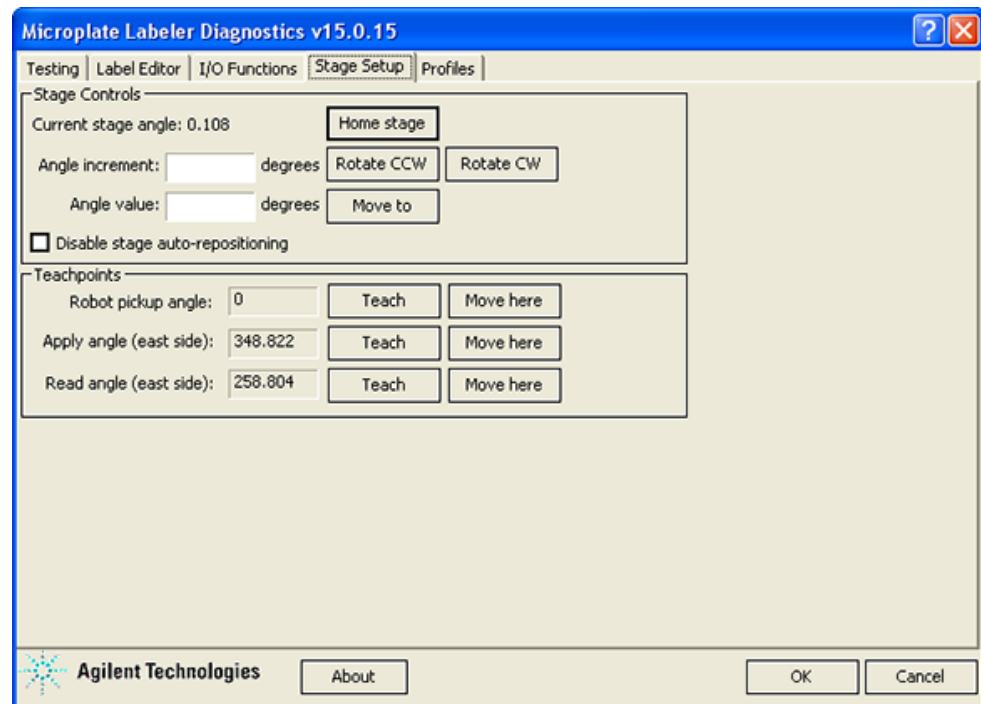 Microplate Labeler Diagnostics v15.0.15
Testing Label Editor I/O Functions Stage Setup Profiles
Stage Controls
Current stage angle: 0.108 Home stage
Angle increment: degrees Rotate CCW Rotate CW
Angle value: degrees Move to
Disable stage auto-repositioning
Teachpoints
Robot pickup angle: 0 Teach Move here
Apply angle (east side): 348.822 Teach Move here
Read angle (east side): 258.804 Teach Move here
Agilent Technologies About OK Cancel